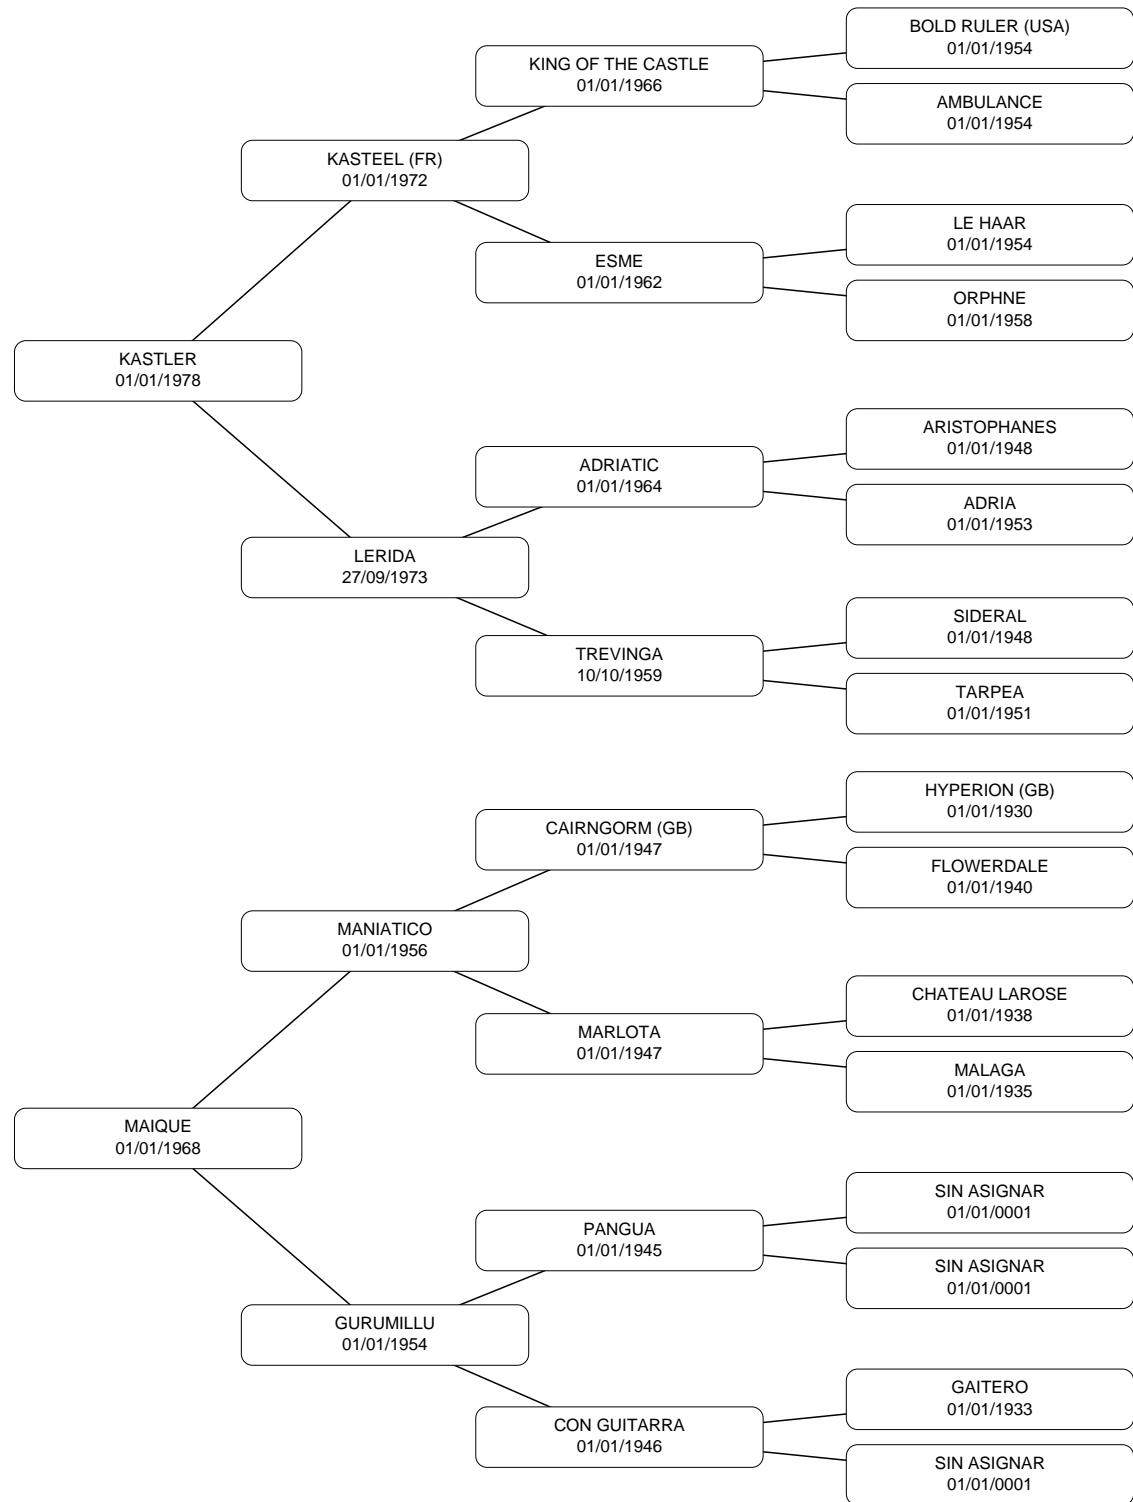 BOLD RULER (USA)
01/01/1954
KING OF THE CASTLE
01/01/1966
AMBULANCE
01/01/1954
KASTEEL (FR)
01/01/1972
LE HAAR
01/01/1954
ESME
01/01/1962
ORPHNE
01/01/1958
KASTLER
01/01/1978
ARISTOPHANES
01/01/1948
ADRIATIC
01/01/1964
ADRIA
01/01/1953
LERIDA
27/09/1973
SIDERAL
01/01/1948
TREVINGA
10/10/1959
TARPEA
01/01/1951
HYPERION (GB)
01/01/1930
CAIRNGORM (GB)
01/01/1947
FLOWERDALE
01/01/1940
MANIATICO
01/01/1956
CHATEAU LAROSE
01/01/1938
MARLOTA
01/01/1947
MALAGA
01/01/1935
MAIQUE
01/01/1968
SIN ASIGNAR
01/01/0001
PANGUA
01/01/1945
SIN ASIGNAR
01/01/0001
GURUMILLU
01/01/1954
GAITERO
01/01/1933
CON GUITARRA
01/01/1946
SIN ASIGNAR
01/01/0001